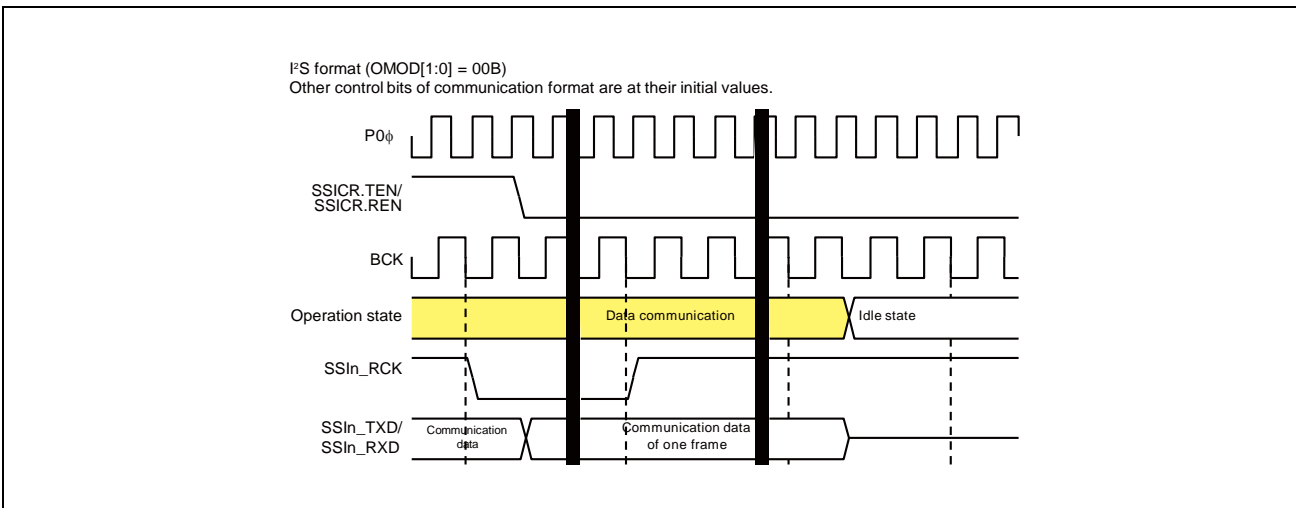 I²S format (OMOD[1:0] = 00B)
Other control bits of communication format are at their initial values.
P0ϕ
SSICR.TEN/
SSICR.REN
BCK
Operation state
Data communication
Idle state
SSIn_RCK
SSIn_TXD/
SSIn_RXD
Communication
data
Communication data
of one frame